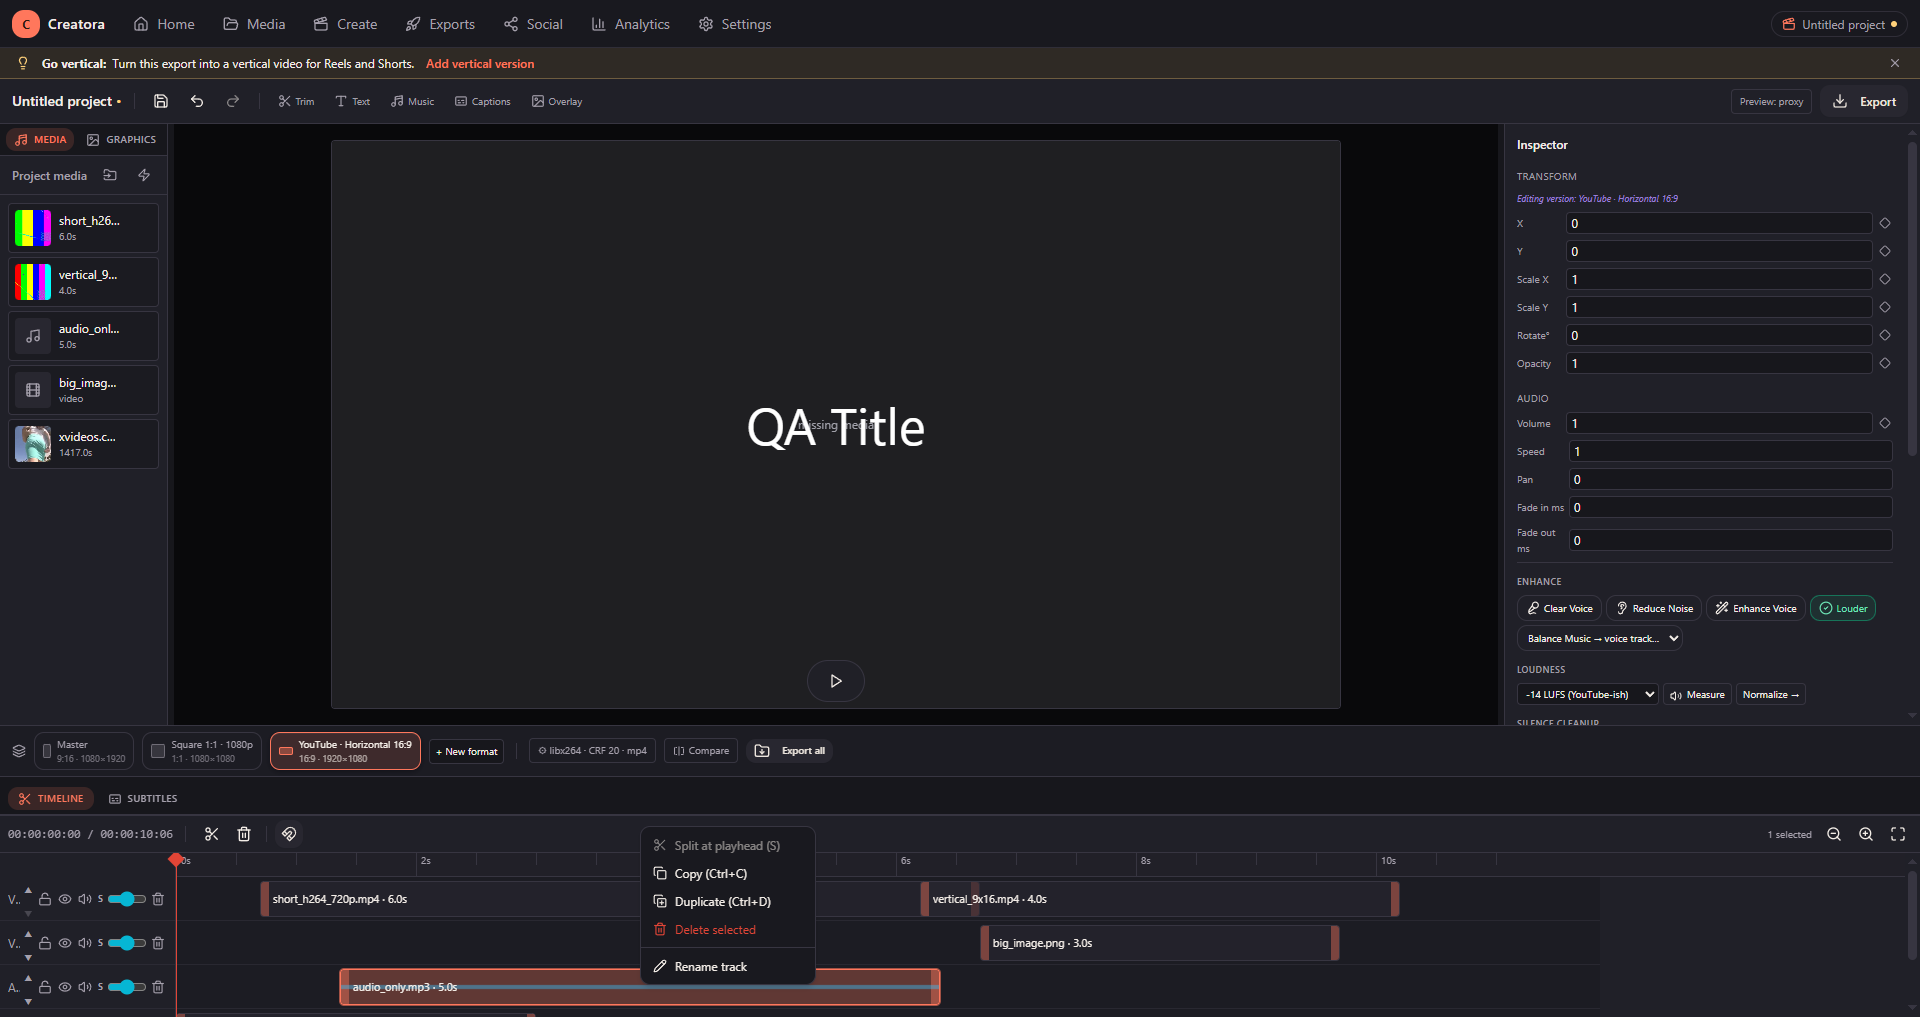 C Creatora Home Media Create Exports Social Analytics Settings Untitled project
Go vertical: Turn this export into a vertical video for Reels and Shorts. Add vertical version
Untitled project • Trim Text Music Captions Overlay Preview: proxy Export
MEDIA GRAPHICS
Project media
short_h26...
6.0s
vertical_9...
4.0s
audio_onl...
5.0s
big_imag...
video
xvideos.c...
1417.0s
missing media
QA Title
Inspector
TRANSFORM
Editing version: YouTube · Horizontal 16:9
X 0
Y 0
Scale X 1
Scale Y 1
Rotate° 0
Opacity 1
AUDIO
Volume 1
Speed 1
Pan 0
Fade in ms 0
Fade out ms 0
ENHANCE
Clear Voice Reduce Noise Enhance Voice Louder
Balance Music → voice track...
LOUDNESS
-14 LUFS (YouTube-ish) Measure Normalize →
SILENCE CLEANUP
Master
9:16 · 1080×1920
Square 1:1 · 1080p
1:1 · 1080×1080
YouTube · Horizontal 16:9
16:9 · 1920×1080
+ New format
libx264 · CRF 20 · mp4
Compare
Export all
TIMELINE SUBTITLES
00:00:00:00 / 00:00:10:06 1 selected
0s 2s 6s 8s 10s
Split at playhead (S)
Copy (Ctrl+C)
Duplicate (Ctrl+D)
Delete selected
Rename track
V.. S short_h264_720p.mp4 · 6.0s vertical_9x16.mp4 · 4.0s
V.. S big_image.png · 3.0s
A.. S audio_only.mp3 · 5.0s